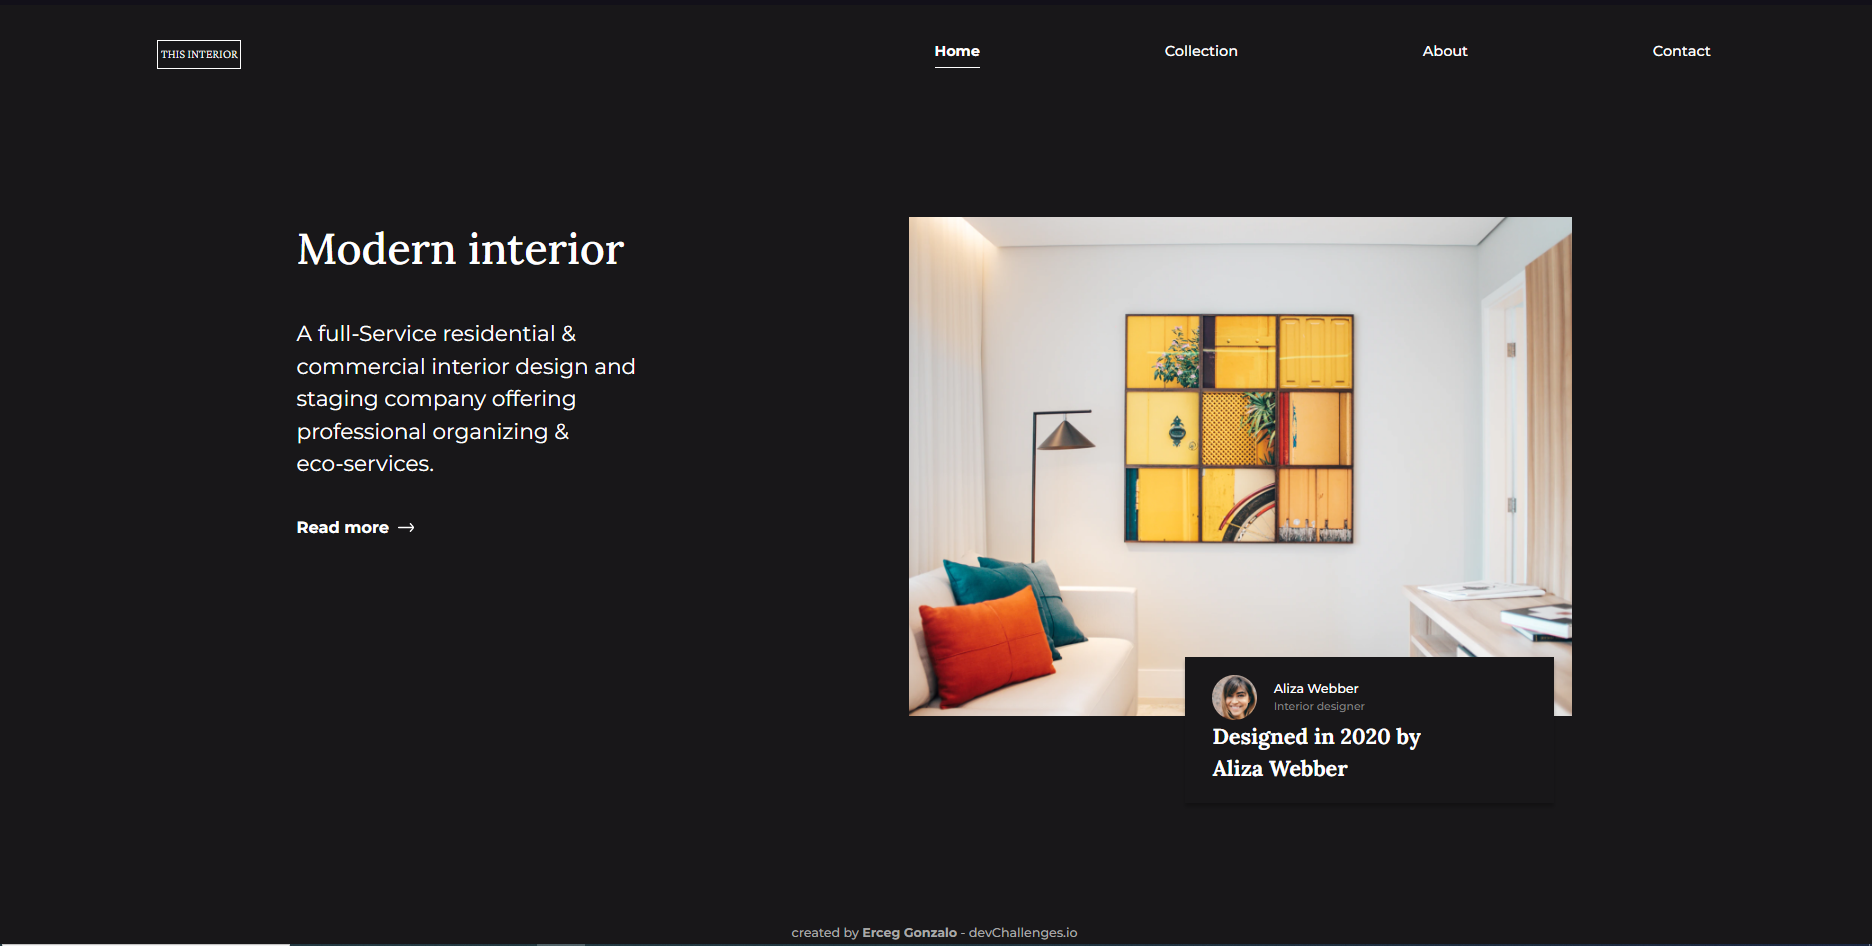 THIS INTERIOR
Home
Collection
About
Contact
Modern interior
A full-Service residential &
commercial interior design and
staging company offering
professional organizing &
eco-services.
Read more →
Aliza Webber
Interior designer
Designed in 2020 by
Aliza Webber
created by Erceg Gonzalo - devChallenges.io